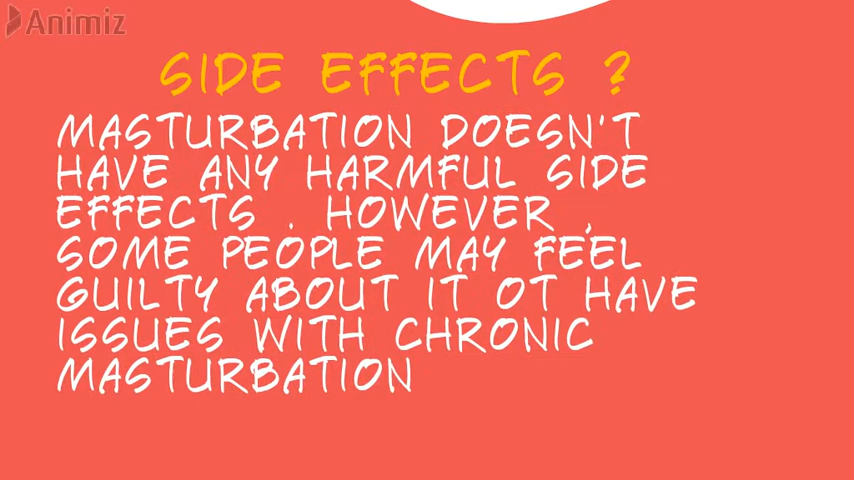 Animiz
SIDE EFFECTS ?
MASTURBATION DOESN'T
HAVE ANY HARMFUL SIDE
EFFECTS . HOWEVER ,
SOME PEOPLE MAY FEEL
GUILTY ABOUT IT OT HAVE
ISSUES WITH CHRONIC
MASTURBATION